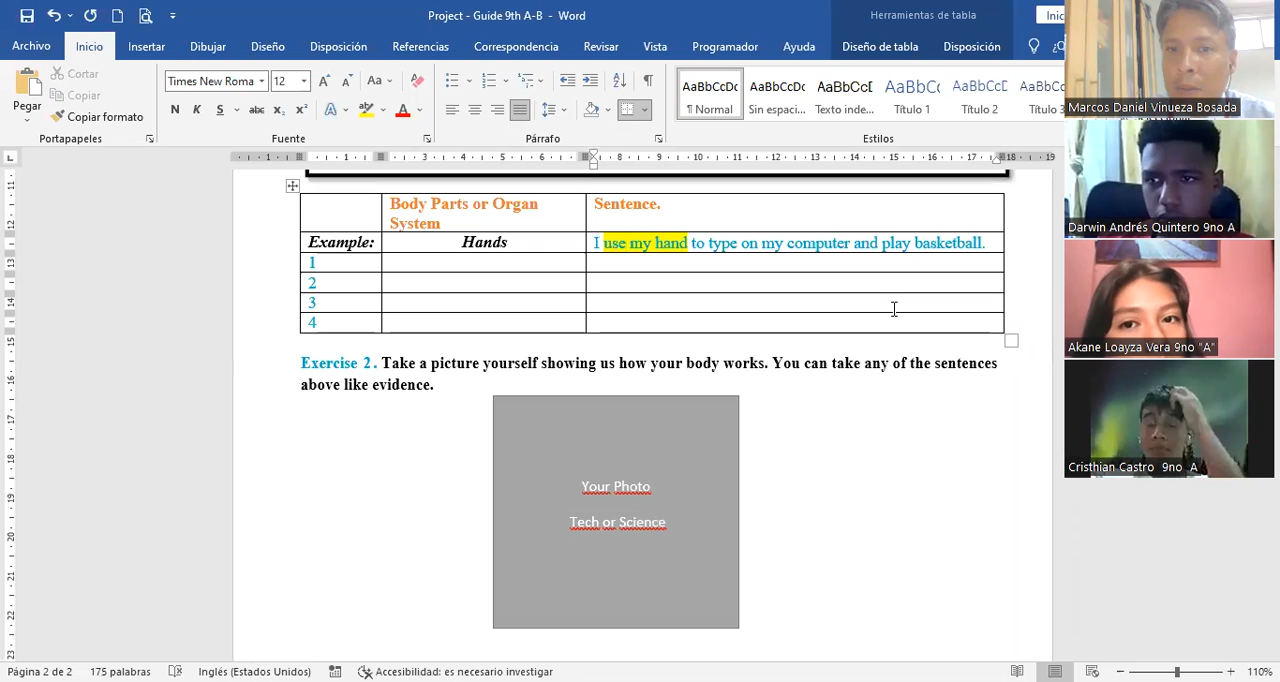 Project - Guide 9th A-B - Word
Herramientas de tabla
Archivo Inicio Insertar Dibujar Diseño Disposición Referencias Correspondencia Revisar Vista Programador Ayuda Diseño de tabla Disposición
Pegar
Cortar
Copiar
Copiar formato
Portapapeles
Times New Roma 12
N K S abc x₂ x²
Fuente
Párrafo
AaBbCcDc AaBbCcDc AaBbCcI AaBbC( AaBbCcI AaBbC
¶ Normal Sin espaci... Texto inde... Título 1 Título 2 Título 3
Estilos
Marcos Daniel Vinueza Bosada
Darwin Andrés Quintero 9no A
Akane Loayza Vera 9no "A"
Cristhian Castro 9no A
Body Parts or Organ System
Sentence.
Example: Hands I use my hand to type on my computer and play basketball.
1
2
3
4
Exercise 2. Take a picture yourself showing us how your body works. You can take any of the sentences
above like evidence.
Your Photo
Tech or Science
Página 2 de 2 175 palabras Inglés (Estados Unidos) Accesibilidad: es necesario investigar 110%